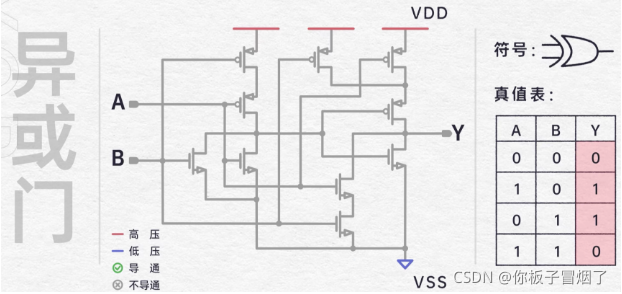 异或门
VDD
A
B
Y
VSS
高 压
低 压
导 通
不导通
符号:
真值表:
A B Y
0 0 0
1 0 1
0 1 1
1 1 0
CSDN @你板子冒烟了